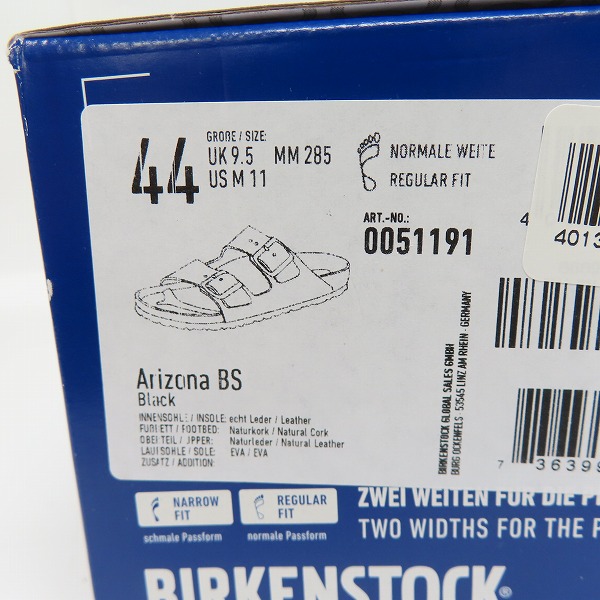 44
GRÖßE / SIZE:
UK 9.5 MM 285
US M 11
NORMALE WEITE
REGULAR FIT
ART.-NO.:
0051191
4
4013
Arizona BS
Black
INNENSOHLE / INSOLE: echt Leder / Leather
FUßBETT / FOOTBED: Naturkork / Natural Cork
OBERTEIL / UPPER: Naturleder / Natural Leather
LAUFSOHLE / SOLE: EVA / EVA
ZUSATZ / ADDITION:
BIRKENSTOCK GLOBAL SALES GMBH
BURG OCKENFELS · 53545 LINZ AM RHEIN · GERMANY
7 36399
NARROW FIT
schmale Passform
REGULAR FIT
normale Passform
ZWEI WEITEN FÜR DIE P
TWO WIDTHS FOR THE P
BIRKENSTOCK®